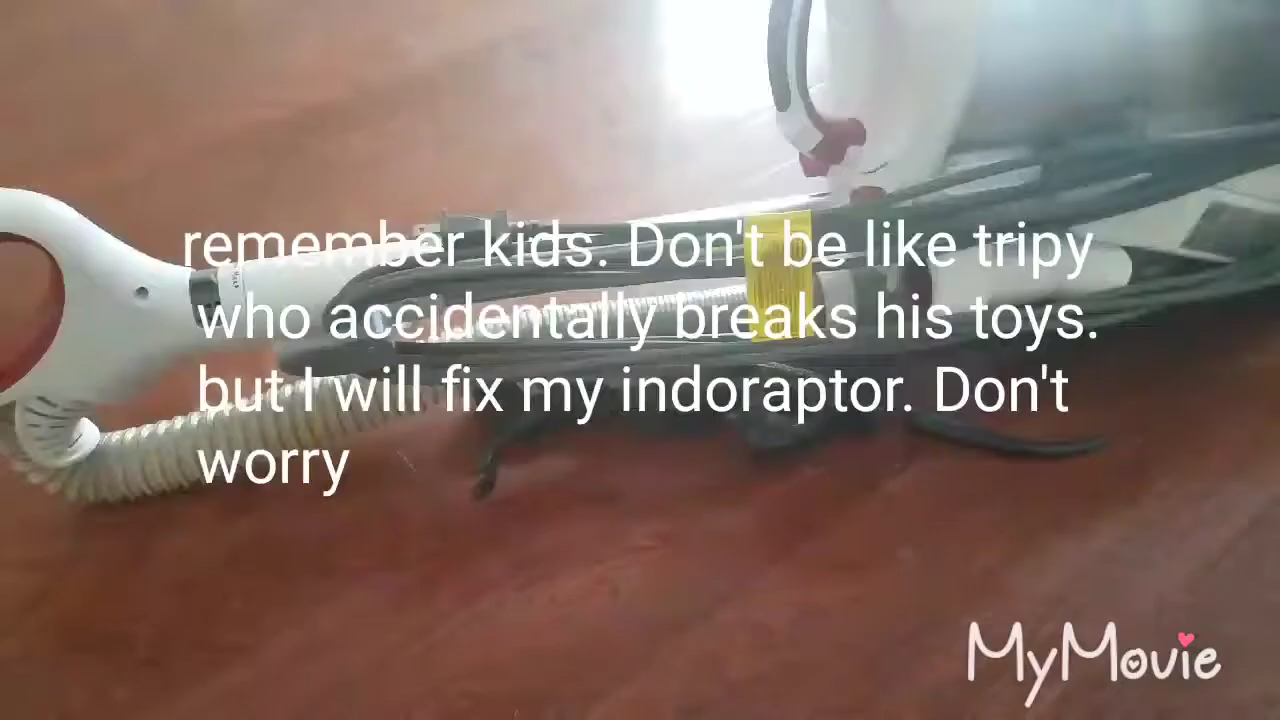 remember kids. Don't be like tripy
who accidentally breaks his toys.
but I will fix my indoraptor. Don't
worry
MyMovie